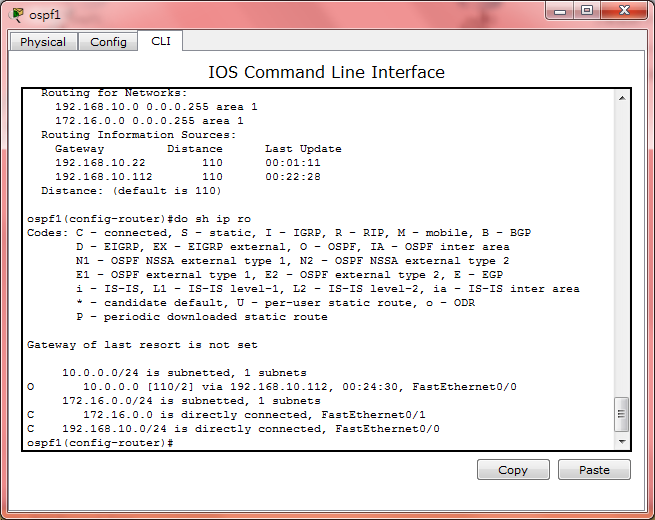 ospf1
Physical Config CLI
IOS Command Line Interface
Routing for Networks:
192.168.10.0 0.0.0.255 area 1
172.16.0.0 0.0.0.255 area 1
Routing Information Sources:
Gateway Distance Last Update
192.168.10.22 110 00:01:11
192.168.10.112 110 00:22:28
Distance: (default is 110)
ospf1(config-router)#do sh ip ro
Codes: C - connected, S - static, I - IGRP, R - RIP, M - mobile, B - BGP
D - EIGRP, EX - EIGRP external, O - OSPF, IA - OSPF inter area
N1 - OSPF NSSA external type 1, N2 - OSPF NSSA external type 2
E1 - OSPF external type 1, E2 - OSPF external type 2, E - EGP
i - IS-IS, L1 - IS-IS level-1, L2 - IS-IS level-2, ia - IS-IS inter area
* - candidate default, U - per-user static route, o - ODR
P - periodic downloaded static route
Gateway of last resort is not set
10.0.0.0/24 is subnetted, 1 subnets
O 10.0.0.0 [110/2] via 192.168.10.112, 00:24:30, FastEthernet0/0
172.16.0.0/24 is subnetted, 1 subnets
C 172.16.0.0 is directly connected, FastEthernet0/1
C 192.168.10.0/24 is directly connected, FastEthernet0/0
ospf1(config-router)#
Copy Paste